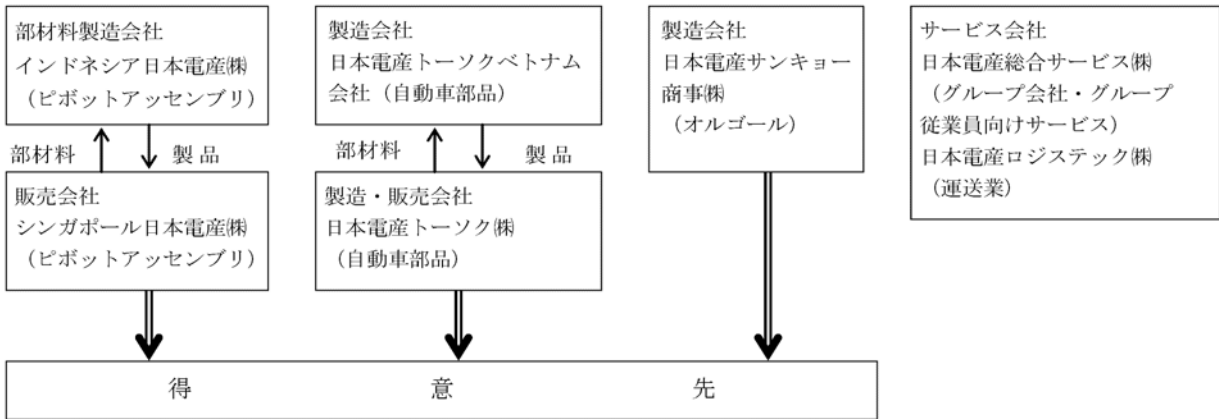 部材料製造会社
インドネシア日本電産㈱
（ピボットアッセンブリ）
製造会社
日本電産トーソクベトナム
会社（自動車部品）
製造会社
日本電産サンキョー
商事㈱
（オルゴール）
サービス会社
日本電産総合サービス㈱
（グループ会社・グループ
従業員向けサービス）
日本電産ロジステック㈱
（運送業）
部材料
製 品
部材料
製 品
販売会社
シンガポール日本電産㈱
（ピボットアッセンブリ）
製造・販売会社
日本電産トーソク㈱
（自動車部品）
得 意 先